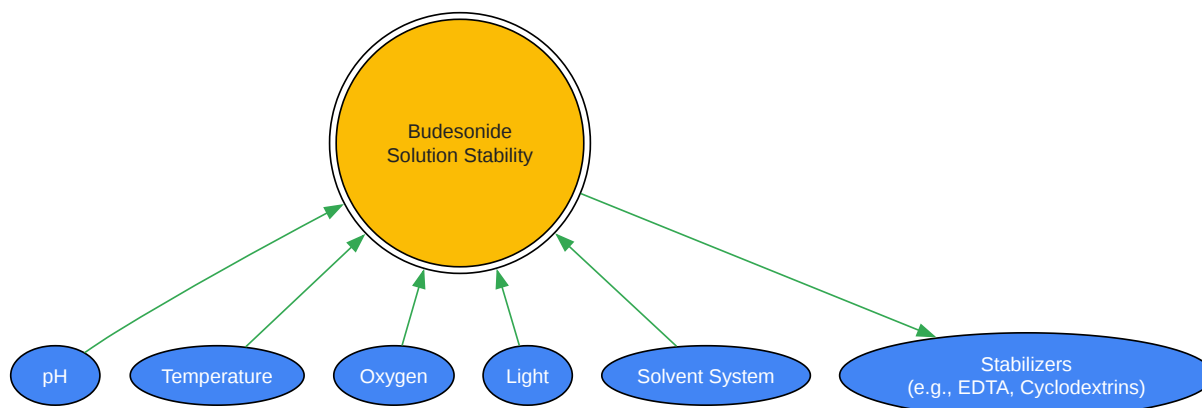 Budesonide
Solution Stability
pH
Temperature
Oxygen
Light
Solvent System
Stabilizers
(e.g., EDTA, Cyclodextrins)